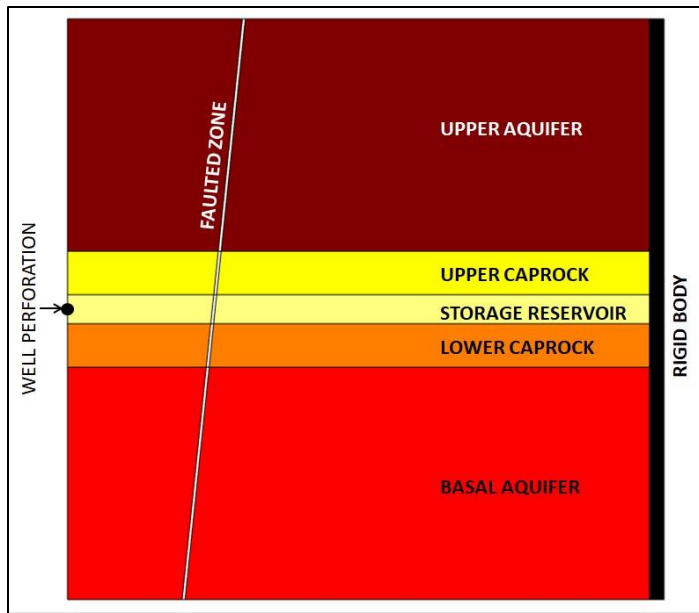 UPPER AQUIFER
FAULTED ZONE
WELL PERFORATION
UPPER CAPROCK
STORAGE RESERVOIR
LOWER CAPROCK
RIGID BODY
BASAL AQUIFER